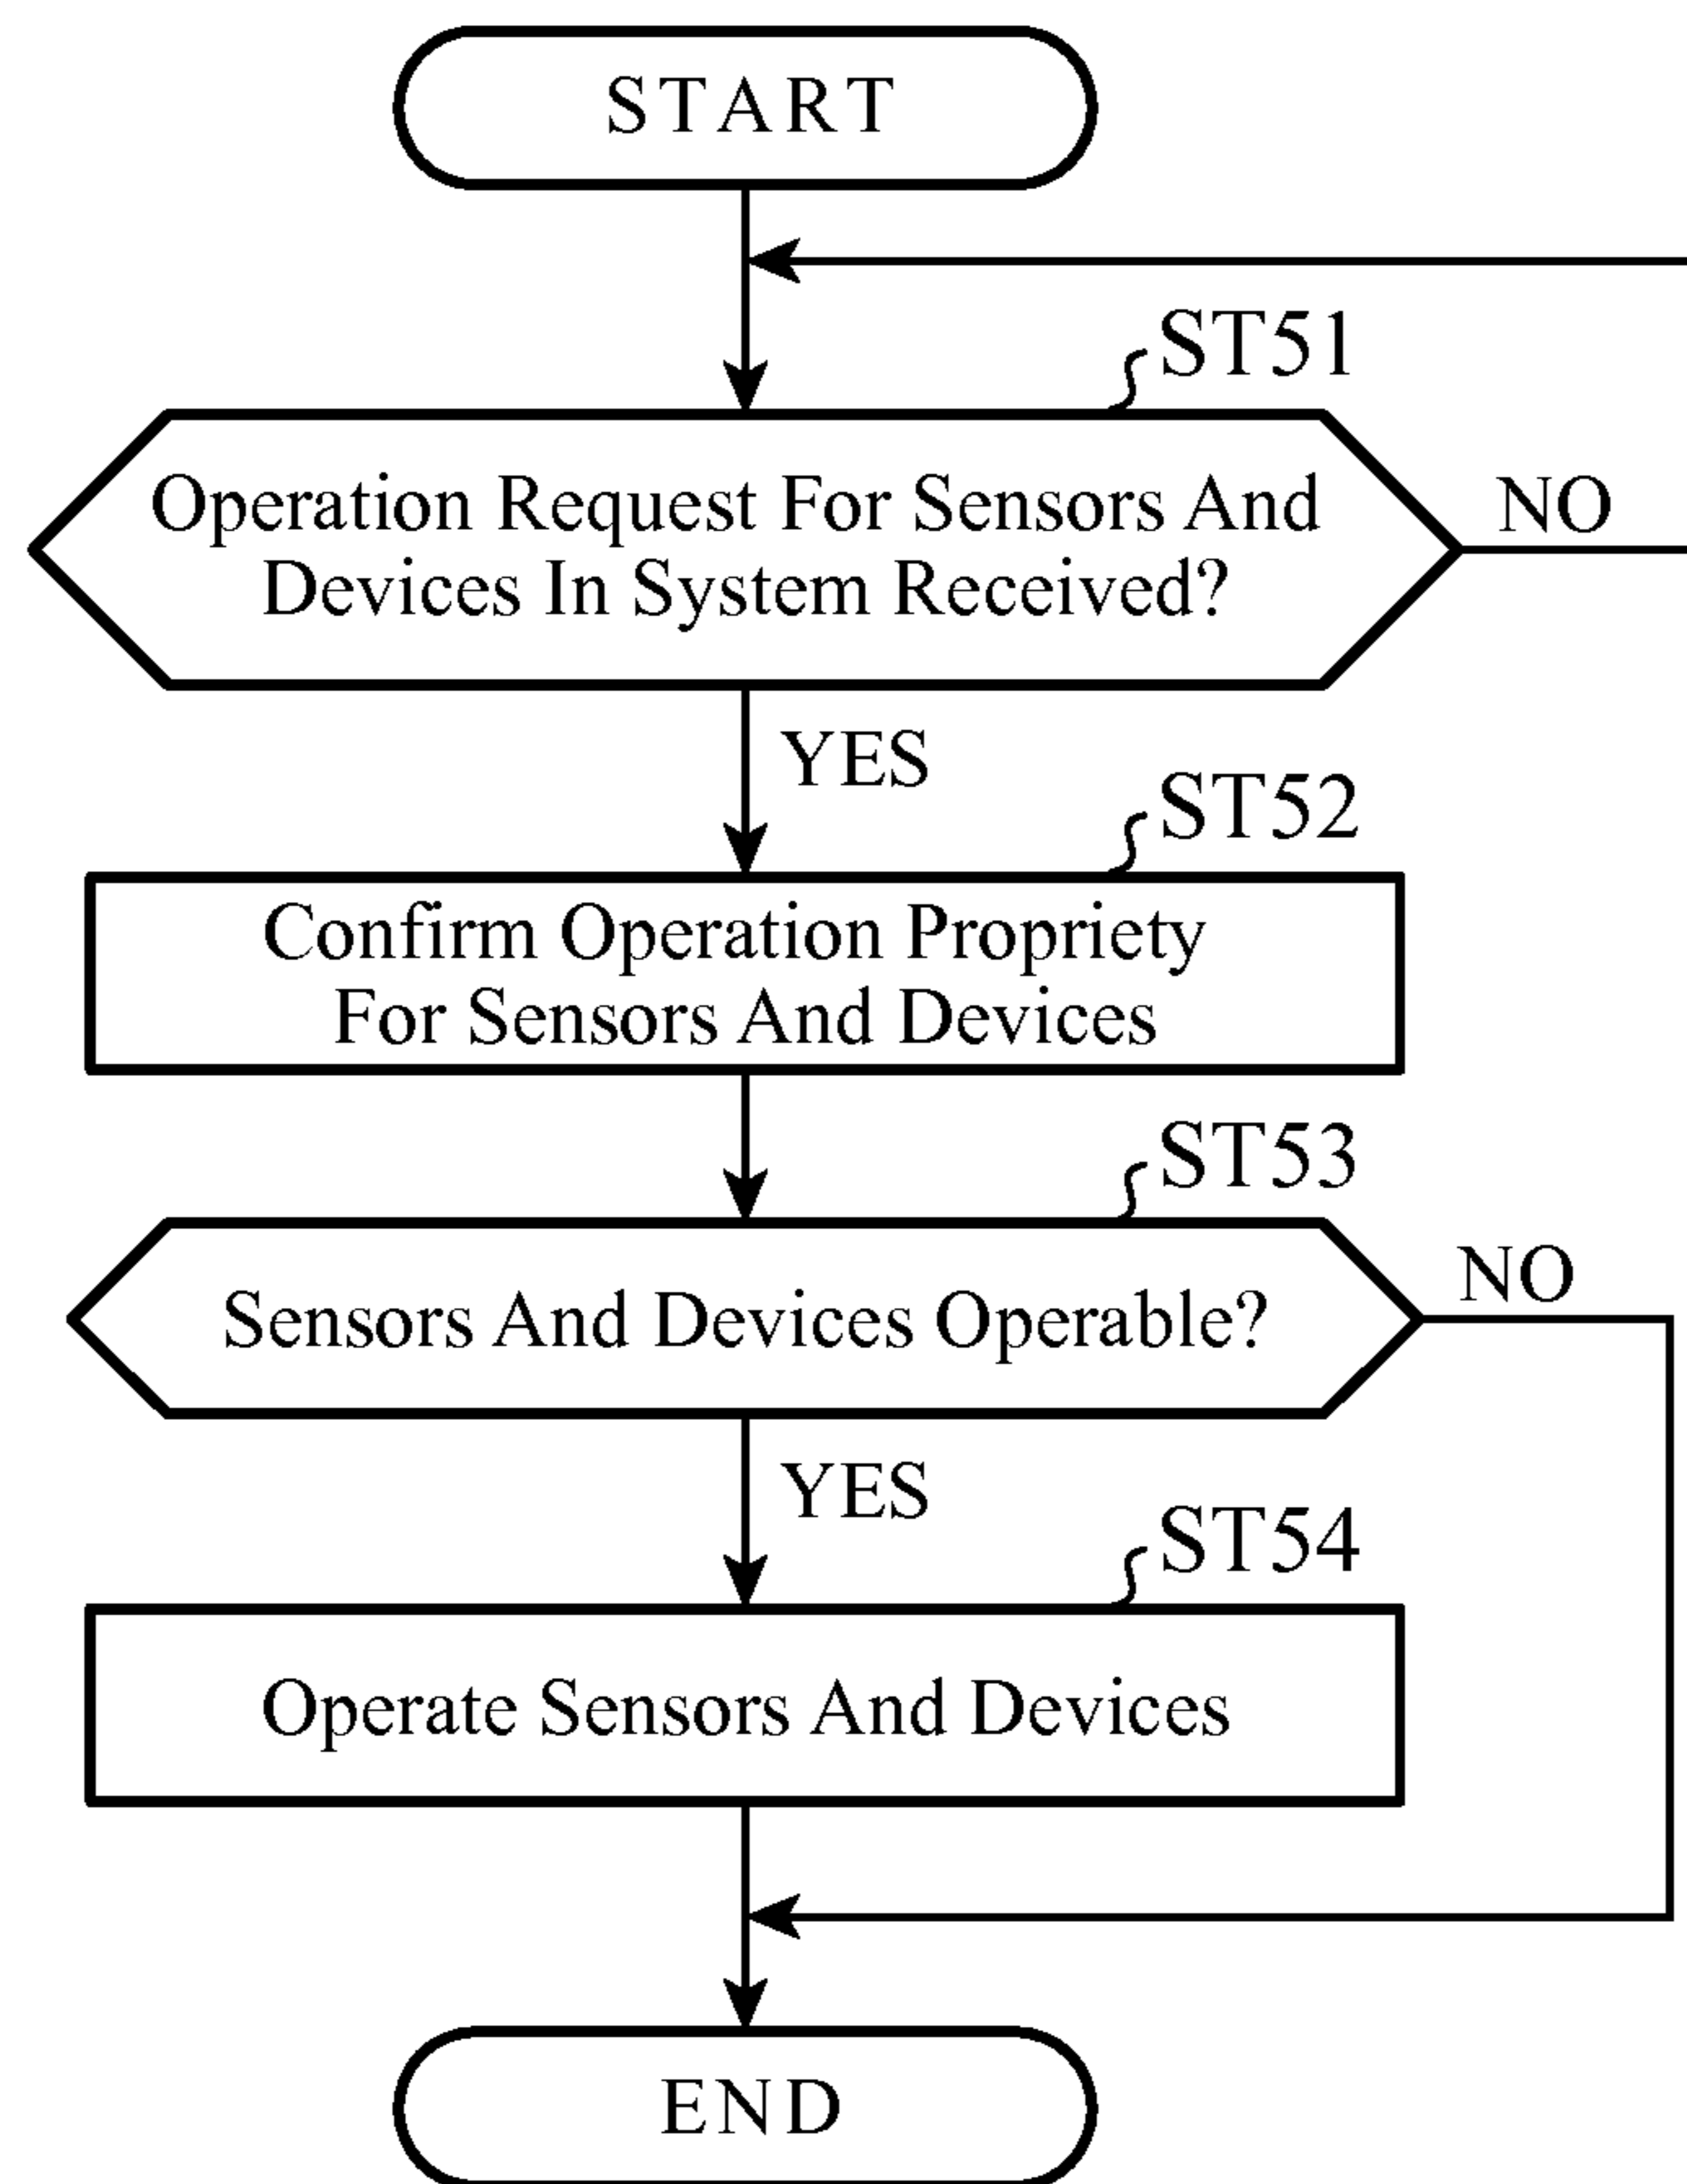 START
ST51
Operation Request For Sensors And
Devices In System Received?
NO
YES
ST52
Confirm Operation Propriety
For Sensors And Devices
ST53
Sensors And Devices Operable?
NO
YES
ST54
Operate Sensors And Devices
END